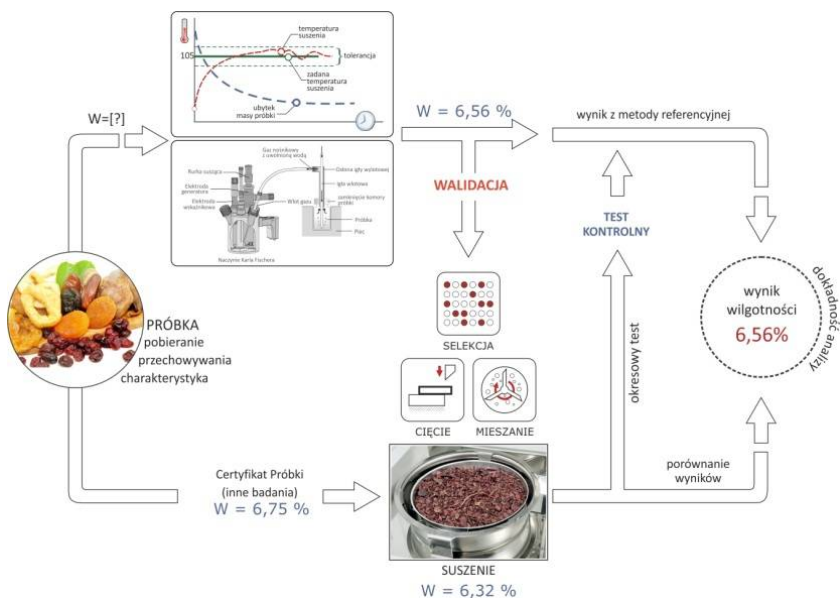 temperatura
suszenia
105
tolerancja
zadana
temperatura
suszenia
ubytek
masy próbki
W=[?]
Gaz nośnikowy
z uwolnioną wodą
Rurka susząca
Elektroda
generatora
Elektroda
wskaźnikowa
Wlot gazu
Osłona igły wlotowej
Igła wlotowa
zamknięcie komory
próbki
Próbka
Piec
Naczynie Karla Fischera
W = 6,56 %
wynik z metody referencyjnej
WALIDACJA
TEST
KONTROLNY
SELEKCJA
CIĘCIE
MIESZANIE
okresowy test
wynik
wilgotności
6,56%
dokładność analizy
PRÓBKA
pobieranie
przechowywania
charakterystyka
Certyfikat Próbki
(inne badania)
W = 6,75 %
porównanie
wyników
SUSZENIE
W = 6,32 %